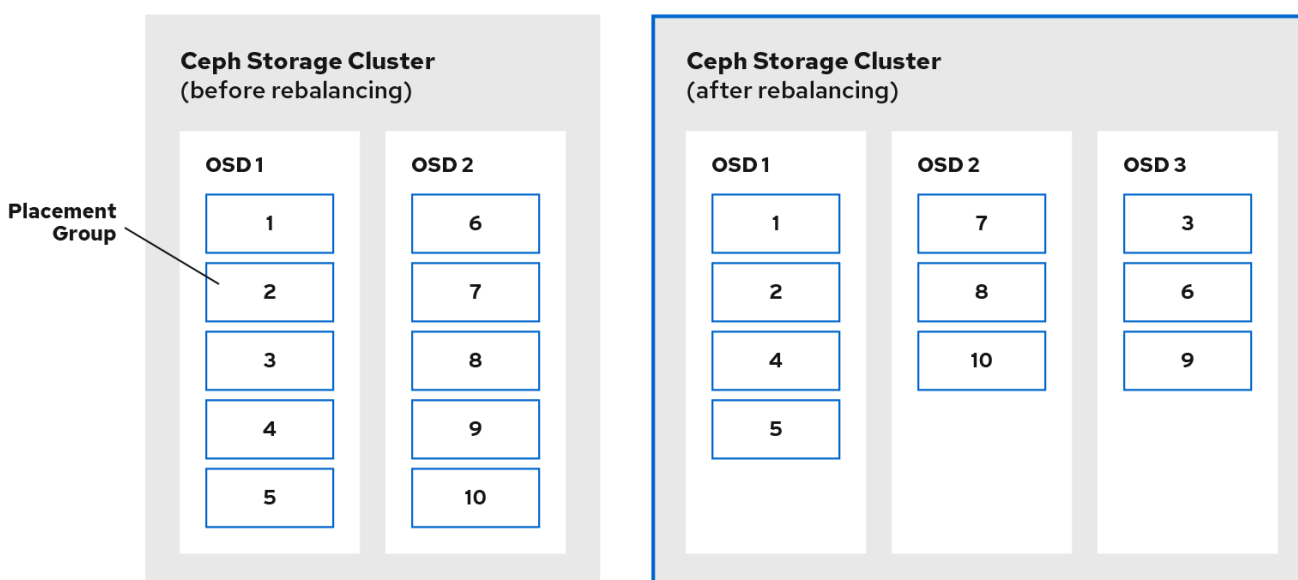 Ceph Storage Cluster
(before rebalancing)
OSD 1
1
2
3
4
5
OSD 2
6
7
8
9
10
Placement
Group
Ceph Storage Cluster
(after rebalancing)
OSD 1
1
2
4
5
OSD 2
7
8
10
OSD 3
3
6
9